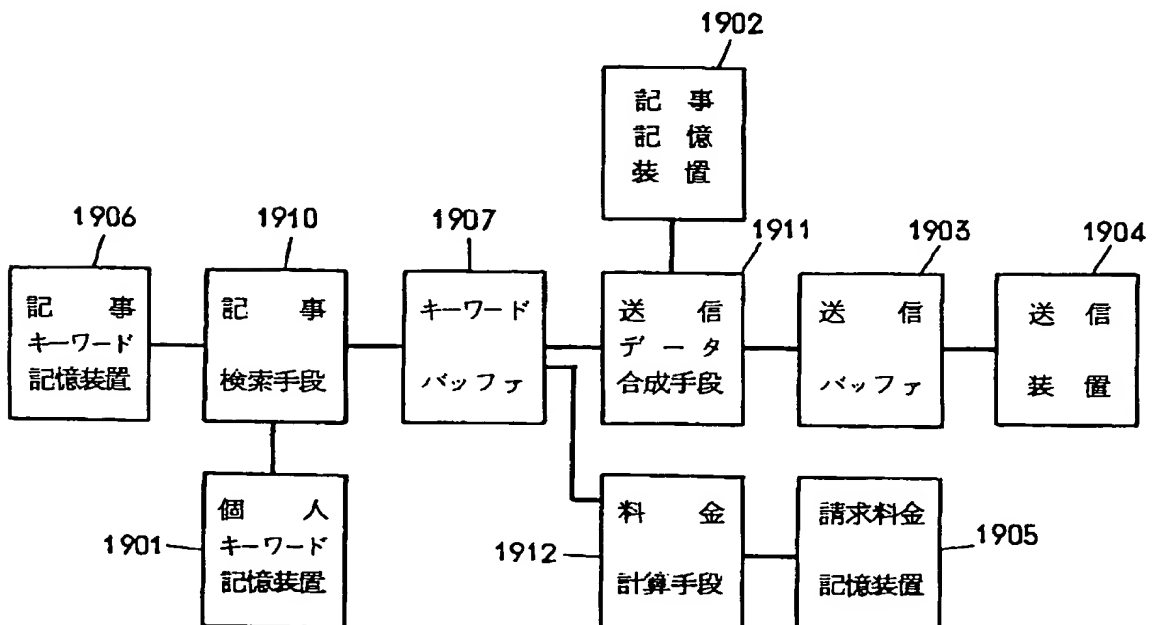 1902
記事
記憶
装置
1906
1910
1907
1911
1903
1904
記事
キーワード
記憶装置
記事
検索手段
キーワード
バッファ
送信
データ
合成手段
送信
バッファ
送信
装置
1901
個人
キーワード
記憶装置
1912
料金
計算手段
請求料金
記憶装置
1905